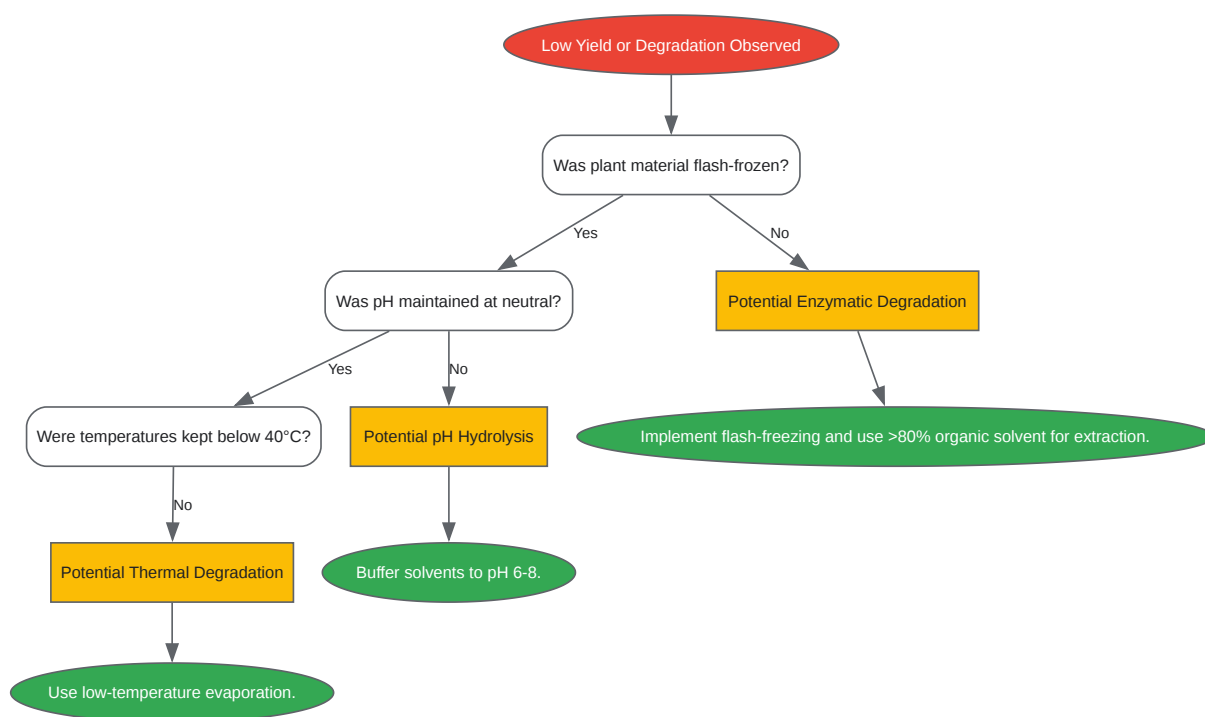 Low Yield or Degradation Observed
Was plant material flash-frozen?
Yes
No
Was pH maintained at neutral?
Potential Enzymatic Degradation
Yes
No
Were temperatures kept below 40°C?
Potential pH Hydrolysis
Implement flash-freezing and use >80% organic solvent for extraction.
No
Potential Thermal Degradation
Buffer solvents to pH 6-8.
Use low-temperature evaporation.